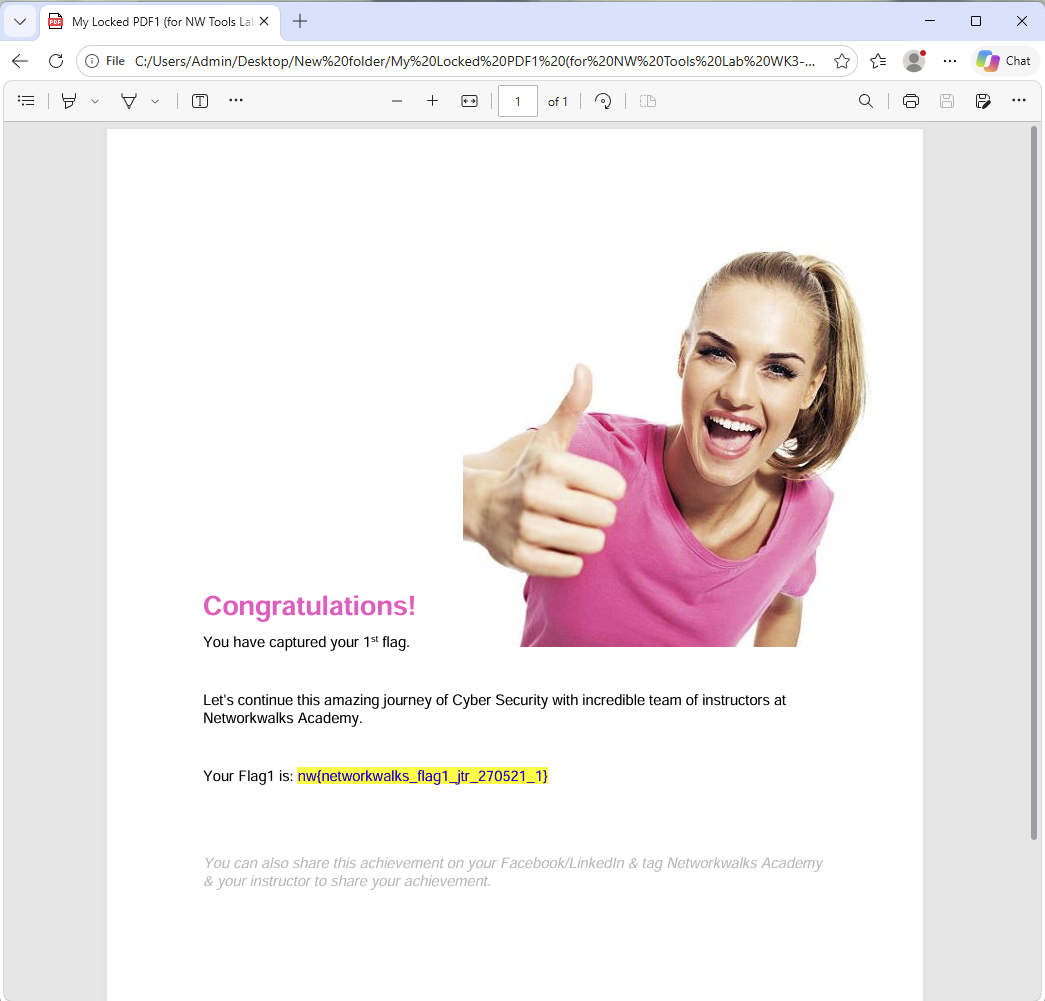 My Locked PDF1 (for NW Tools La
File C:/Users/Admin/Desktop/New%20folder/My%20Locked%20PDF1%20(for%20NW%20Tools%20Lab%20WK3-...
Chat
1 of 1
Congratulations!
You have captured your 1st flag.
Let's continue this amazing journey of Cyber Security with incredible team of instructors at
Networkwalks Academy.
Your Flag1 is: nw{networkwalks_flag1_jtr_270521_1}
You can also share this achievement on your Facebook/LinkedIn & tag Networkwalks Academy
& your instructor to share your achievement.